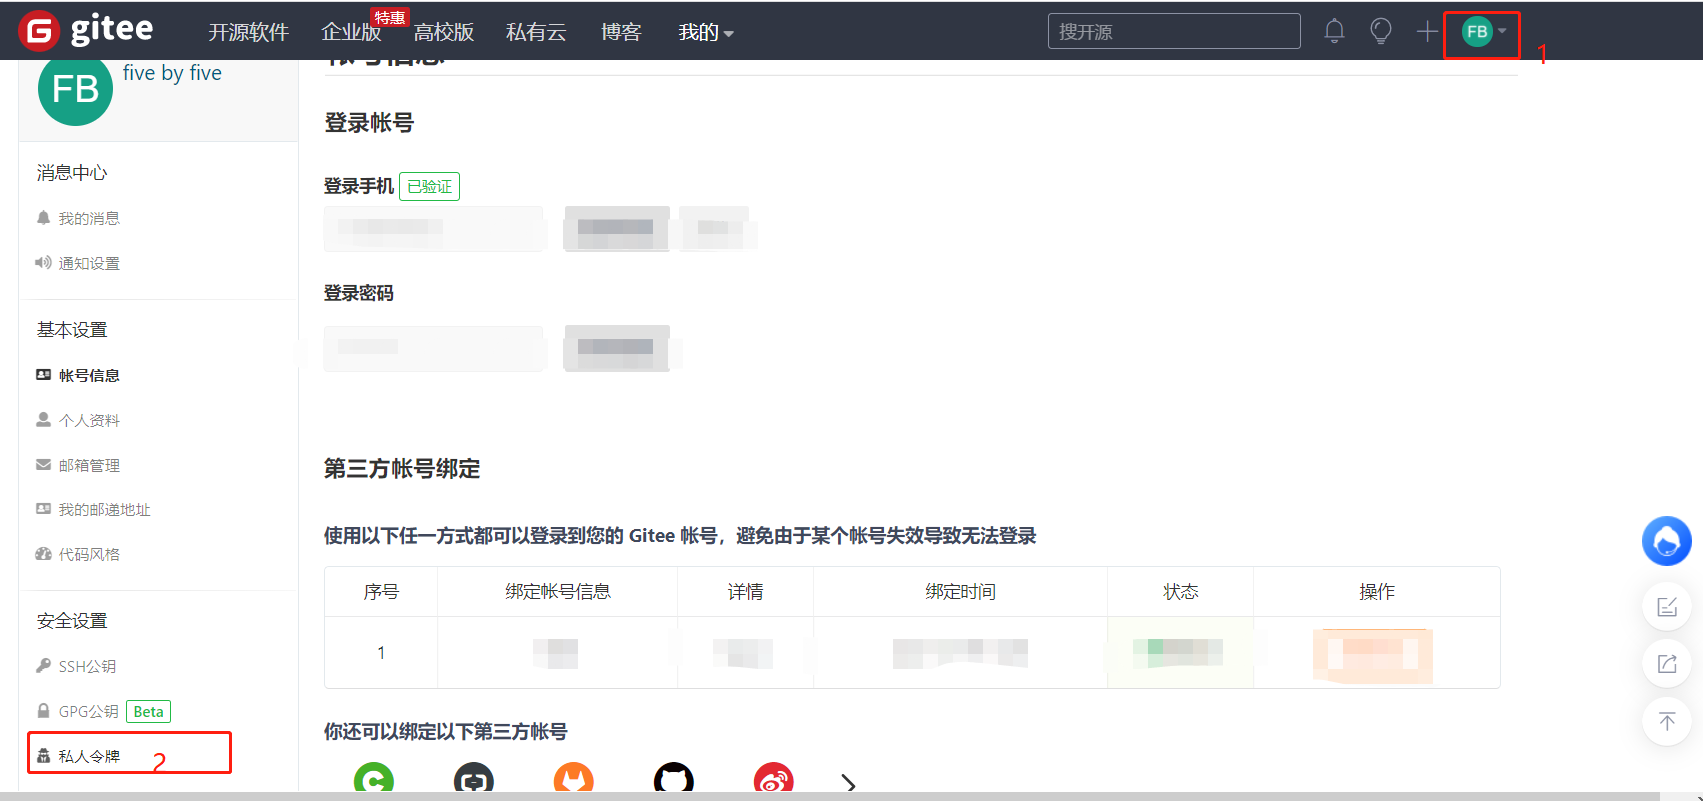 gitee 开源软件 企业版 特惠 高校版 私有云 博客 我的 搜开源 FB 1
FB five by five
消息中心
我的消息
通知设置
基本设置
帐号信息
个人资料
邮箱管理
我的邮递地址
代码风格
安全设置
SSH公钥
GPG公钥 Beta
私人令牌 2
帐号信息
登录帐号
登录手机 已验证
登录密码
第三方帐号绑定
使用以下任一方式都可以登录到您的 Gitee 帐号，避免由于某个帐号失效导致无法登录
序号 绑定帐号信息 详情 绑定时间 状态 操作
1
你还可以绑定以下第三方帐号